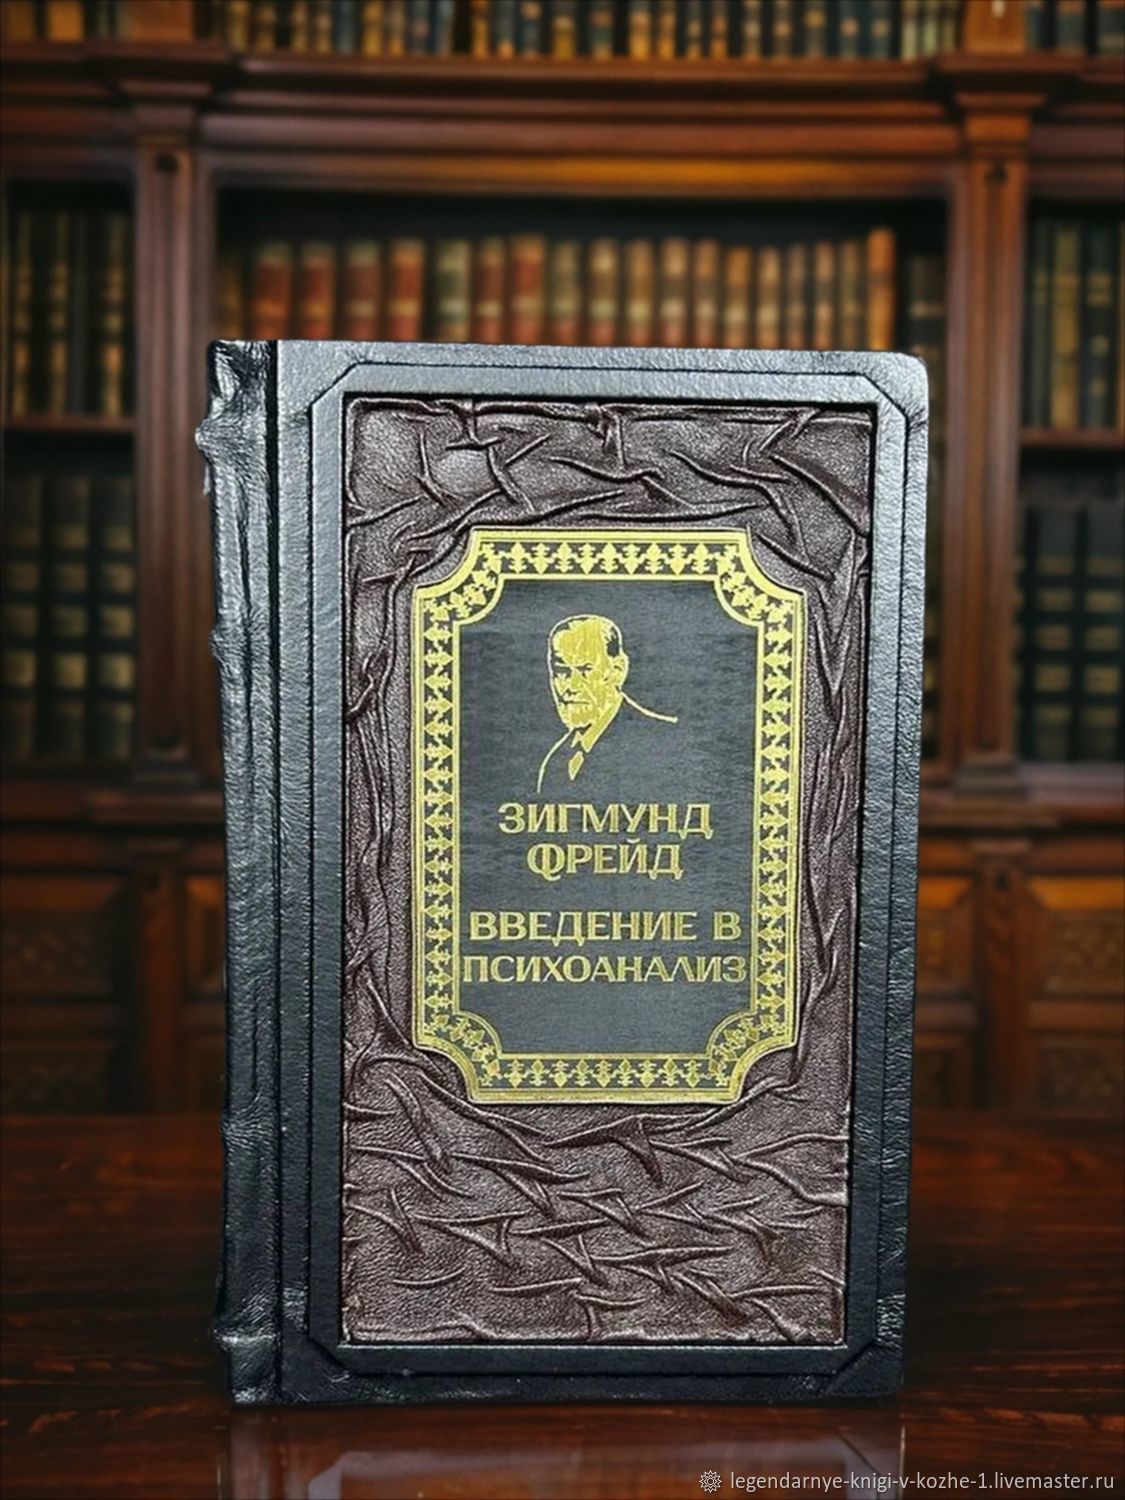 ЗИГМУНД
ФРЕЙД
ВВЕДЕНИЕ В
ПСИХОАНАЛИЗ
legendarnye-knigi-v-kozhe-1.livemaster.ru